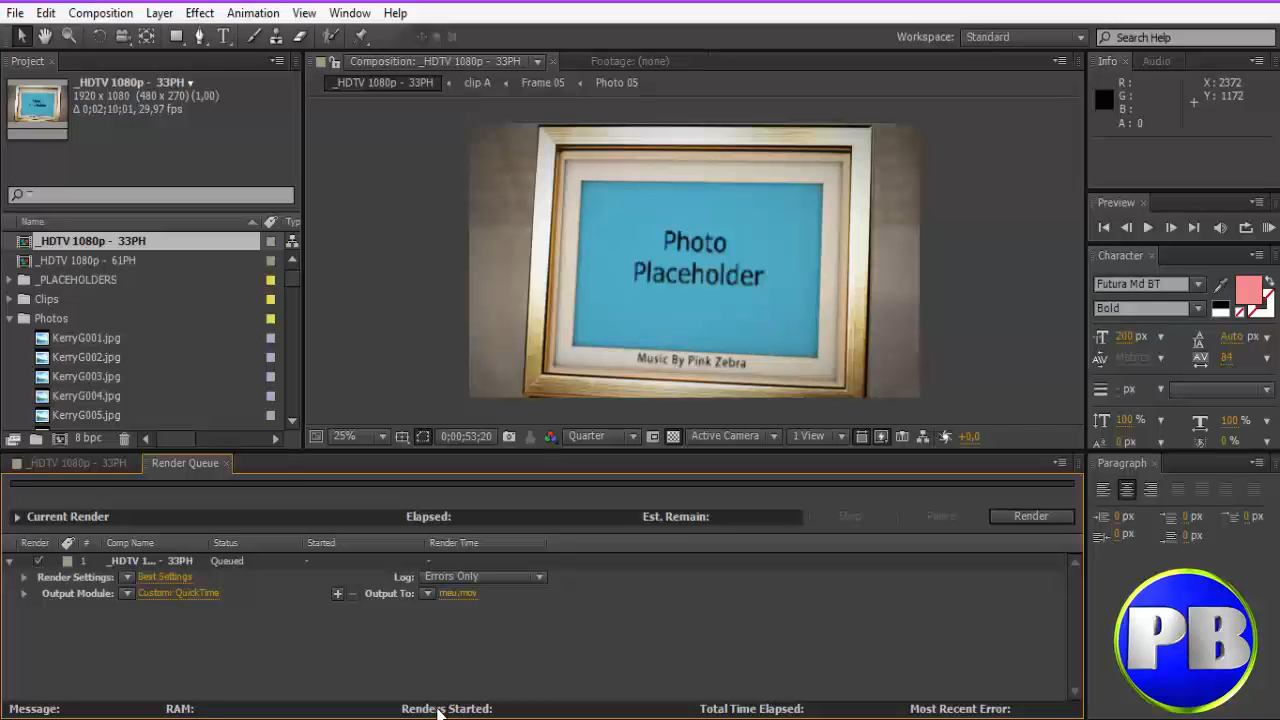 File Edit Composition Layer Effect Animation View Window Help
Workspace: Standard Search Help
Project
_HDTV 1080p - 33PH
1920 x 1080 (480 x 270) (1,00)
Δ 0;02;10;01, 29,97 fps
Name Typ
_HDTV 1080p - 33PH
_HDTV 1080p - 61PH
_PLACEHOLDERS
Clips
Photos
KerryG001.jpg
KerryG002.jpg
KerryG003.jpg
KerryG004.jpg
KerryG005.jpg
8 bpc
Composition: _HDTV 1080p - 33PH Footage: (none)
_HDTV 1080p - 33PH clip A Frame 05 Photo 05
Photo
Placeholder
Music By Pink Zebra
25% 0;00;53;20 Quarter Active Camera 1 View +0,0
Info Audio
R: X: 2372
G: Y: 1172
B:
A: 0
Preview
Character
Futura Md BT
Bold
200 px Auto
Metrics 84
- px
100 % 100 %
0 px 0 %
Paragraph
0 px 0 px 0 px
0 px 0 px
_HDTV 1080p - 33PH Render Queue
Current Render Elapsed: Est. Remain: Stop Pause Render
Render # Comp Name Status Started Render Time
1 _HDTV 1... - 33PH Queued - -
Render Settings: Best Settings Log: Errors Only
Output Module: Custom: QuickTime Output To: meu.mov
Message: RAM: Renders Started: Total Time Elapsed: Most Recent Error:
PB